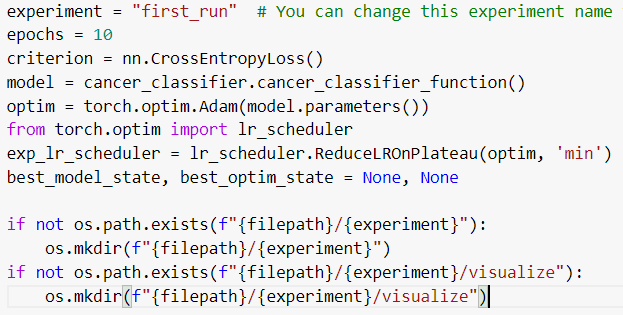 experiment = "first_run"  # You can change this experiment name
epochs = 10
criterion = nn.CrossEntropyLoss()
model = cancer_classifier.cancer_classifier_function()
optim = torch.optim.Adam(model.parameters())
from torch.optim import lr_scheduler
exp_lr_scheduler = lr_scheduler.ReduceLROnPlateau(optim, 'min')
best_model_state, best_optim_state = None, None

if not os.path.exists(f"{filepath}/{experiment}"):
    os.mkdir(f"{filepath}/{experiment}")
if not os.path.exists(f"{filepath}/{experiment}/visualize"):
    os.mkdir(f"{filepath}/{experiment}/visualize")